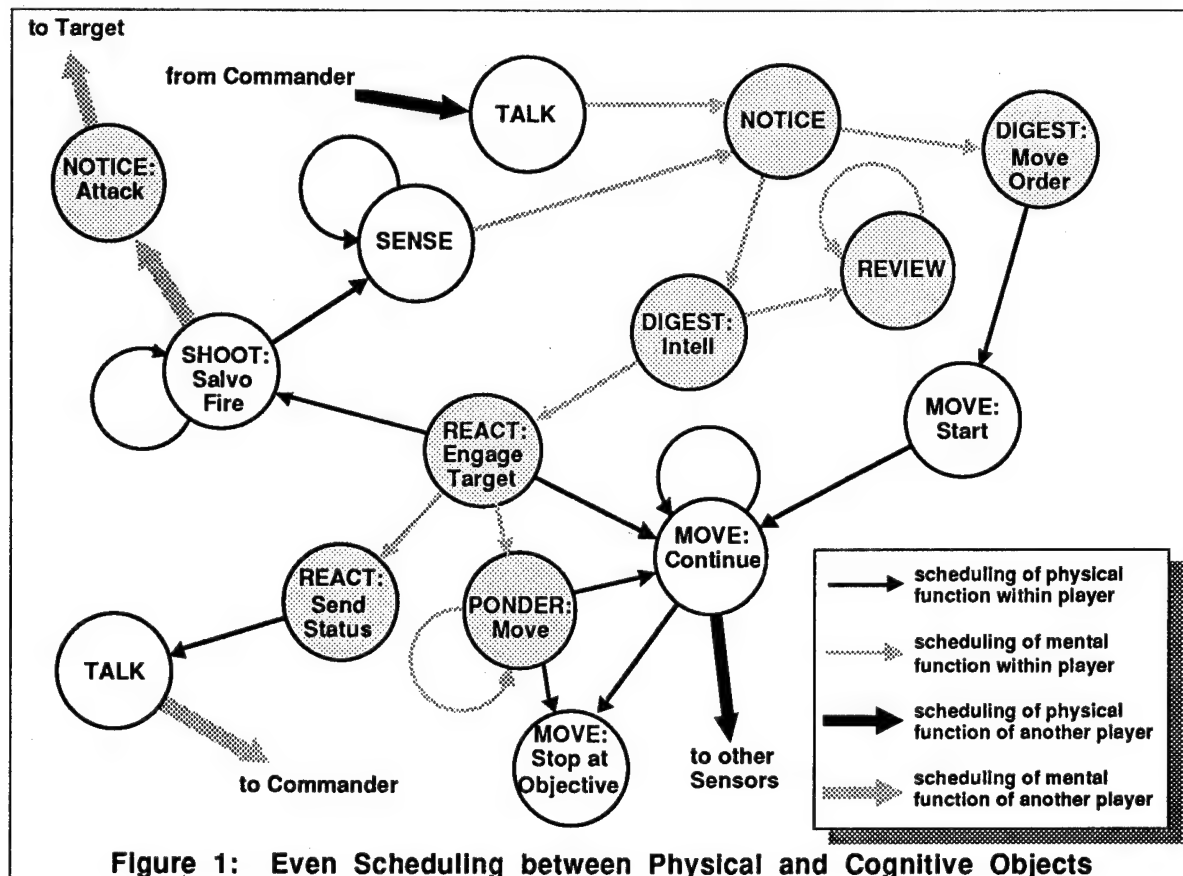 to Target
from Commander
TALK
NOTICE
DIGEST:
Move
Order
NOTICE:
Attack
SENSE
REVIEW
DIGEST:
Intell
SHOOT:
Salvo
Fire
MOVE:
Start
REACT:
Engage
Target
MOVE:
Continue
REACT:
Send
Status
PONDER:
Move
TALK
MOVE:
Stop at
Objective
to other
Sensors
to Commander
scheduling of physical
function within player
scheduling of mental
function within player
scheduling of physical
function of another player
scheduling of mental
function of another player
Figure 1: Even Scheduling between Physical and Cognitive Objects